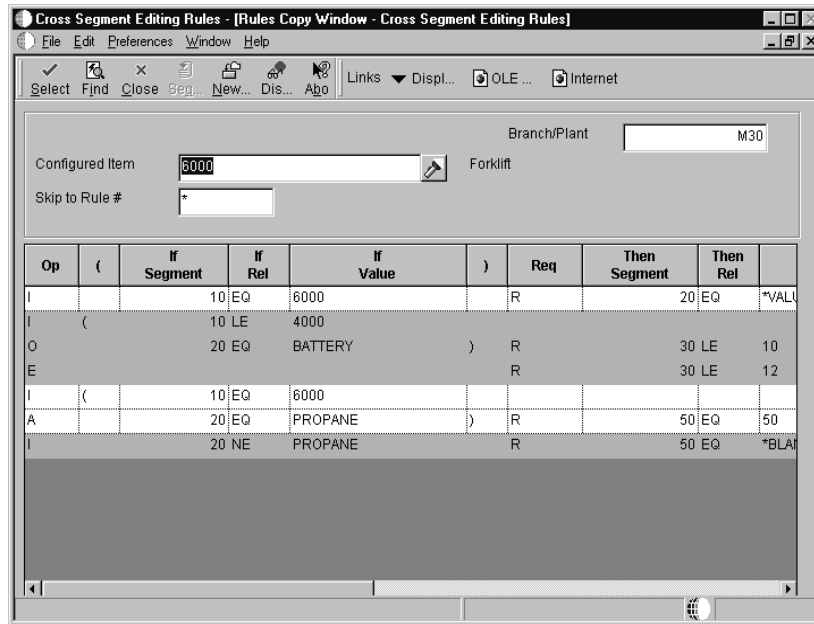 Cross Segment Editing Rules - [Rules Copy Window - Cross Segment Editing Rules]
File Edit Preferences Window Help
Select Find Close Seq... New... Dis... Abo Links Displ... OLE ... Internet
Branch/Plant M30
Configured Item 6000 Forklift
Skip to Rule # *
Op ( If Segment If Rel If Value ) Req Then Segment Then Rel
I 10 EQ 6000 R 20 EQ *VALU
I ( 10 LE 4000
O 20 EQ BATTERY ) R 30 LE 10
E R 30 LE 12
I ( 10 EQ 6000
A 20 EQ PROPANE ) R 50 EQ 50
I 20 NE PROPANE R 50 EQ *BLAN